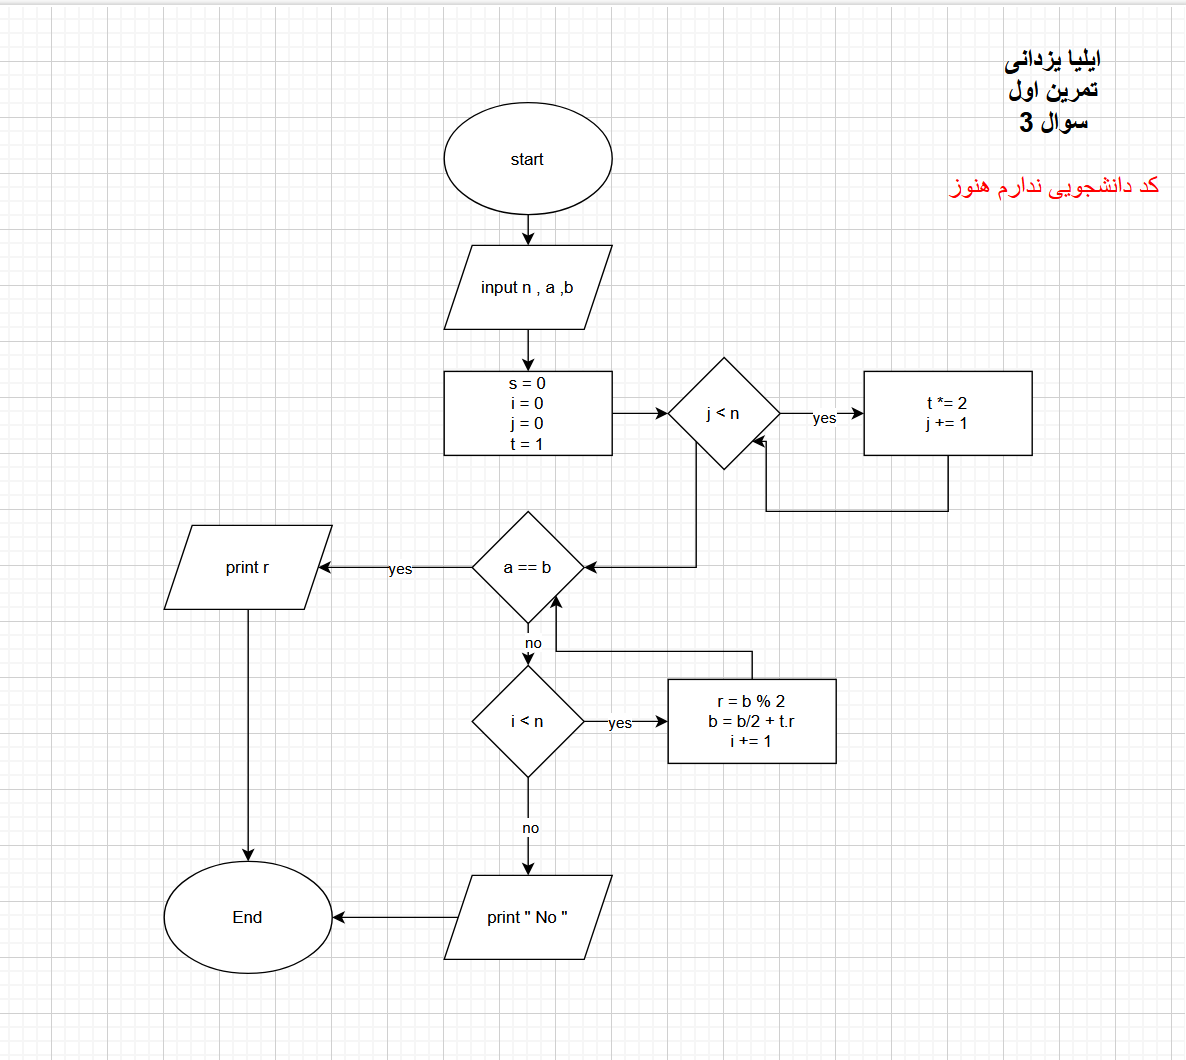 ایلیا یزدانی
تمرین اول
سوال 3
کد دانشجویی ندارم هنوز
start
input n , a ,b
s = 0
i = 0
j = 0
t = 1
j < n
yes
t *= 2
j += 1
print r
yes
a == b
no
i < n
yes
r = b % 2
b = b/2 + t.r
i += 1
no
End
print " No "